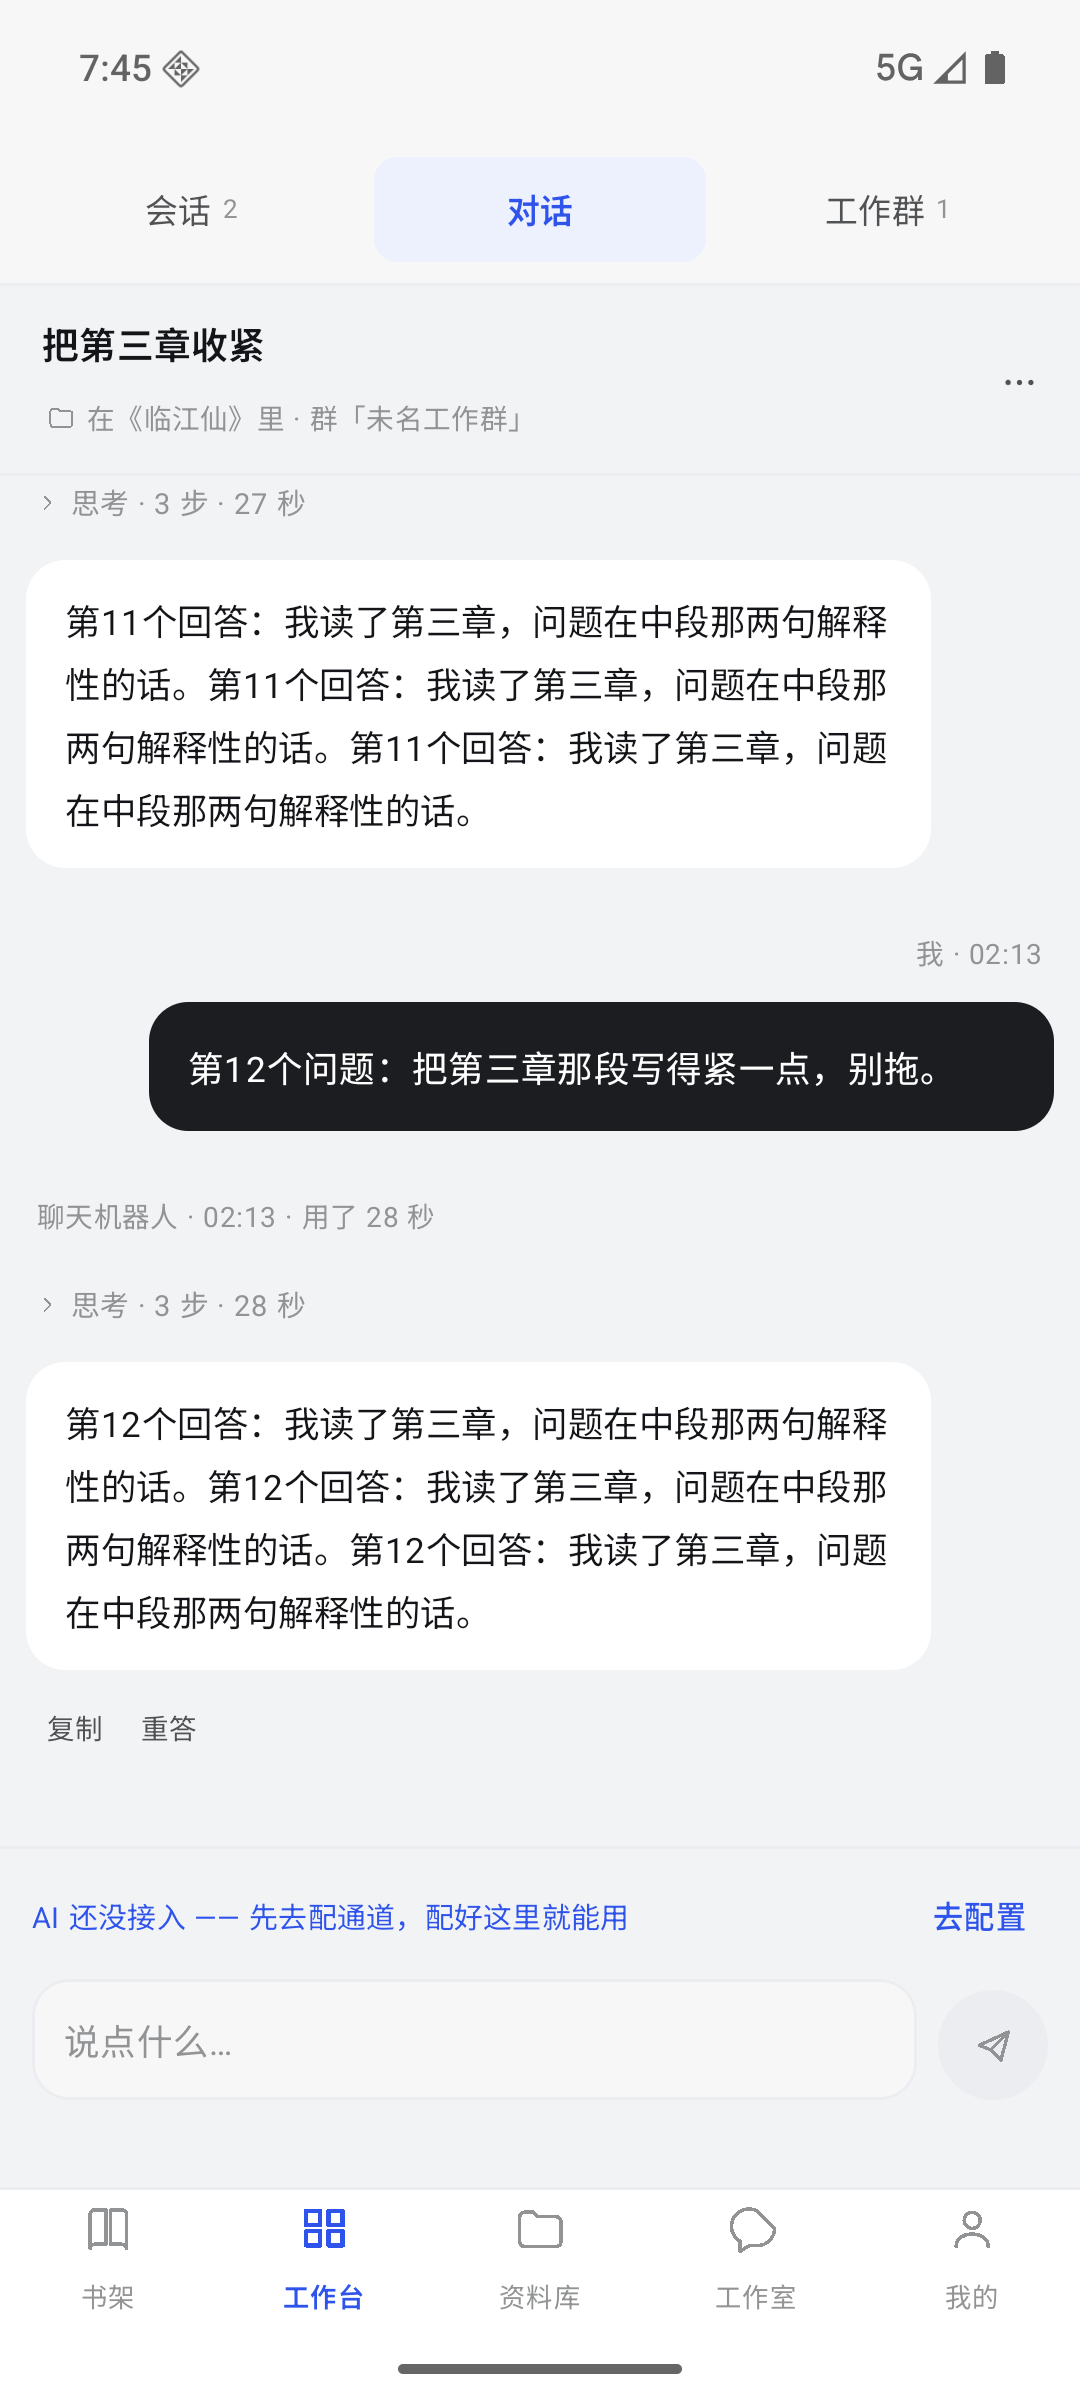 7:45
5G
会话 2
对话
工作群 1
把第三章收紧
在《临江仙》里 · 群「未名工作群」
思考 · 3 步 · 27 秒
第11个回答：我读了第三章，问题在中段那两句解释
性的话。第11个回答：我读了第三章，问题在中段那
两句解释性的话。第11个回答：我读了第三章，问题
在中段那两句解释性的话。
我 · 02:13
第12个问题：把第三章那段写得紧一点，别拖。
聊天机器人 · 02:13 · 用了 28 秒
思考 · 3 步 · 28 秒
第12个回答：我读了第三章，问题在中段那两句解释
性的话。第12个回答：我读了第三章，问题在中段那
两句解释性的话。第12个回答：我读了第三章，问题
在中段那两句解释性的话。
复制 重答
AI 还没接入 —— 先去配通道，配好这里就能用
去配置
说点什么…
书架
工作台
资料库
工作室
我的